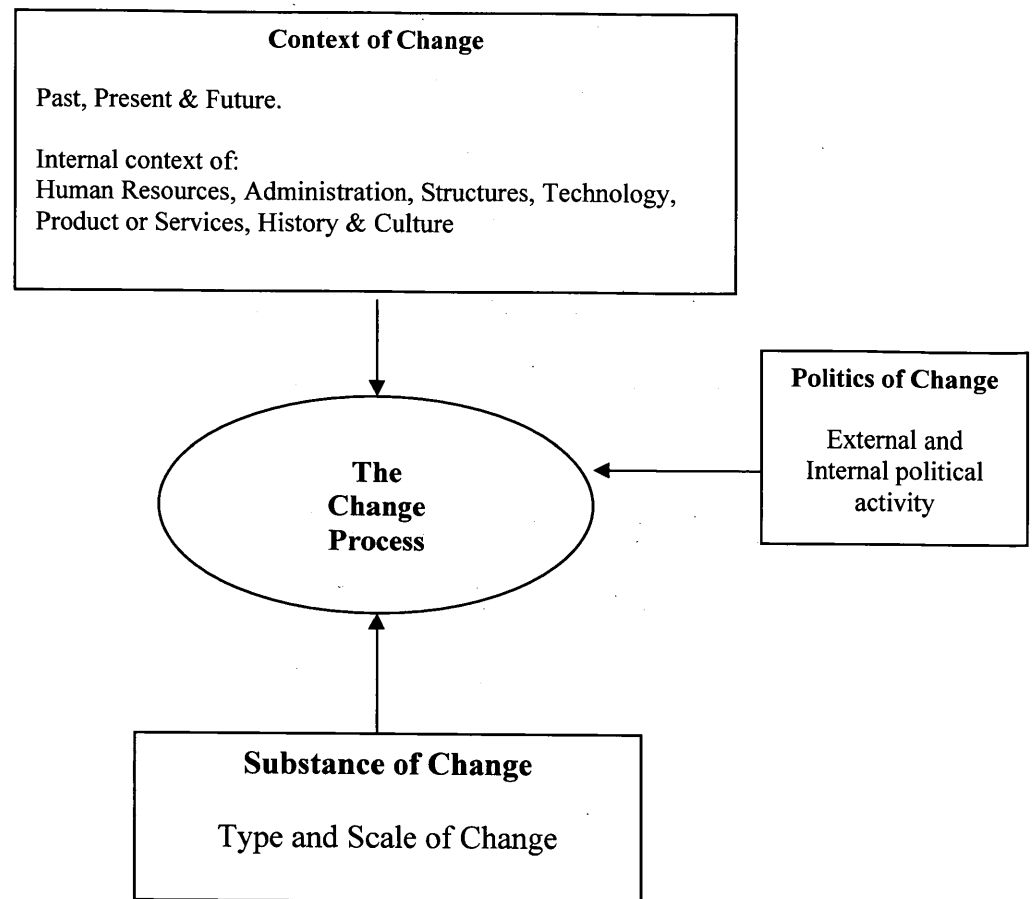 Context of Change
Past, Present & Future.
Internal context of:
Human Resources, Administration, Structures, Technology,
Product or Services, History & Culture
Politics of Change
External and
Internal political
activity
The
Change
Process
Substance of Change
Type and Scale of Change